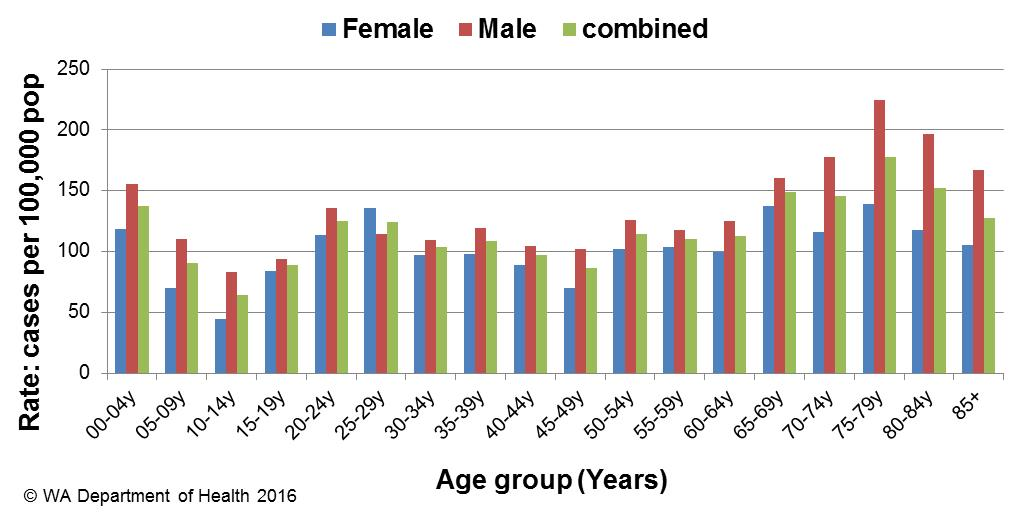 Female Male combined
Rate: cases per 100,000 pop
250
200
150
100
50
0
00-04y 05-09y 10-14y 15-19y 20-24y 25-29y 30-34y 35-39y 40-44y 45-49y 50-54y 55-59y 60-64y 65-69y 70-74y 75-79y 80-84y 85+
Age group (Years)
© WA Department of Health 2016